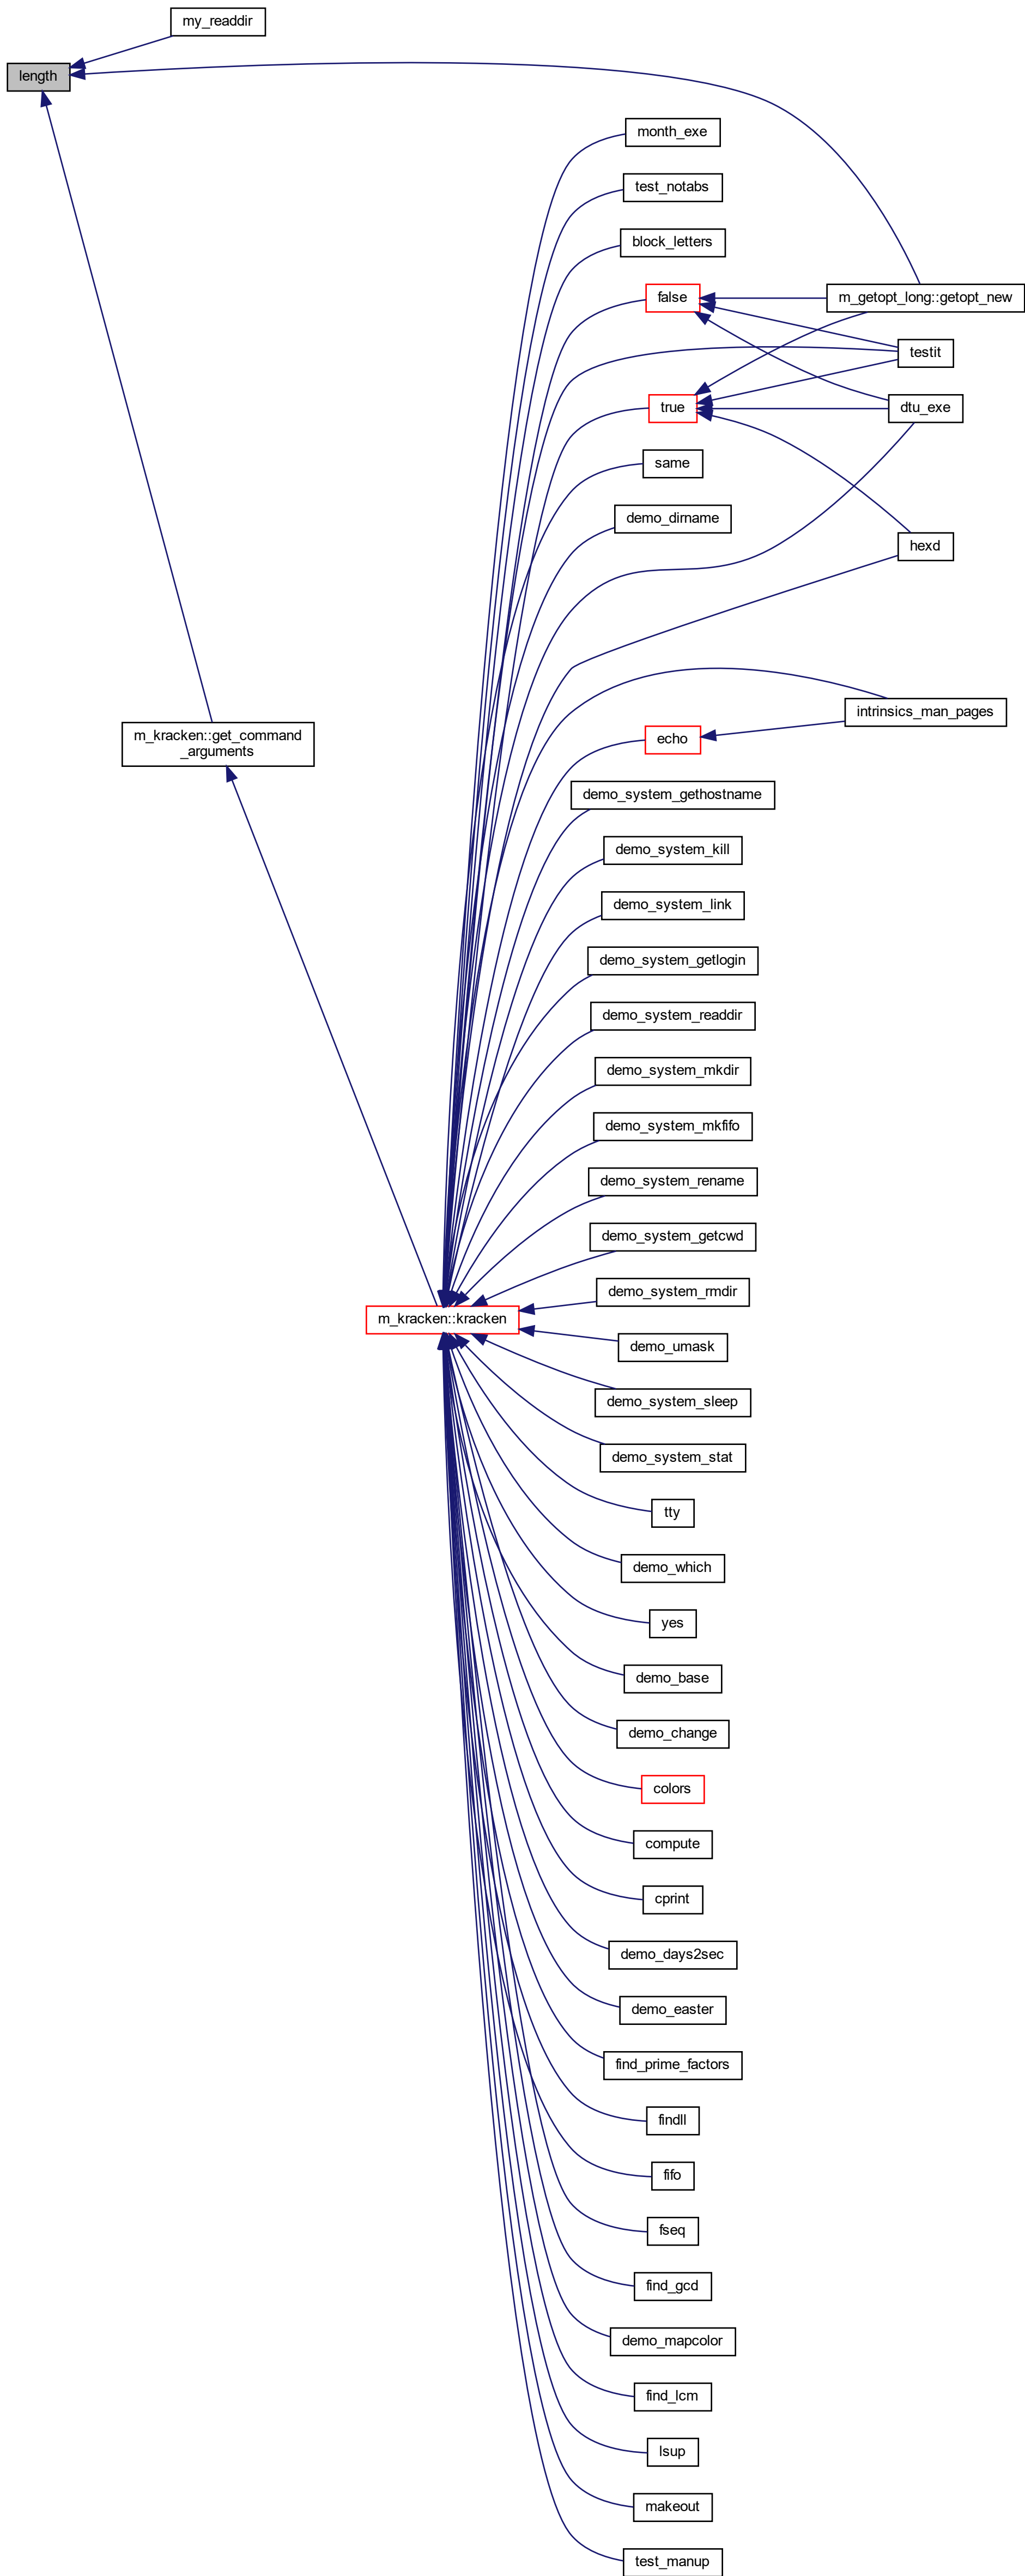 my_readdir
length
month_exe
test_notabs
block_letters
false
m_getopt_long::getopt_new
testit
true
dtu_exe
same
demo_dirname
hexd
intrinsics_man_pages
m_kracken::get_command
_arguments
echo
demo_system_gethostname
demo_system_kill
demo_system_link
demo_system_getlogin
demo_system_readdir
demo_system_mkdir
demo_system_mkfifo
demo_system_rename
demo_system_getcwd
demo_system_rmdir
m_kracken::kracken
demo_umask
demo_system_sleep
demo_system_stat
tty
demo_which
yes
demo_base
demo_change
colors
compute
cprint
demo_days2sec
demo_easter
find_prime_factors
findll
fifo
fseq
find_gcd
demo_mapcolor
find_lcm
lsup
makeout
test_manup